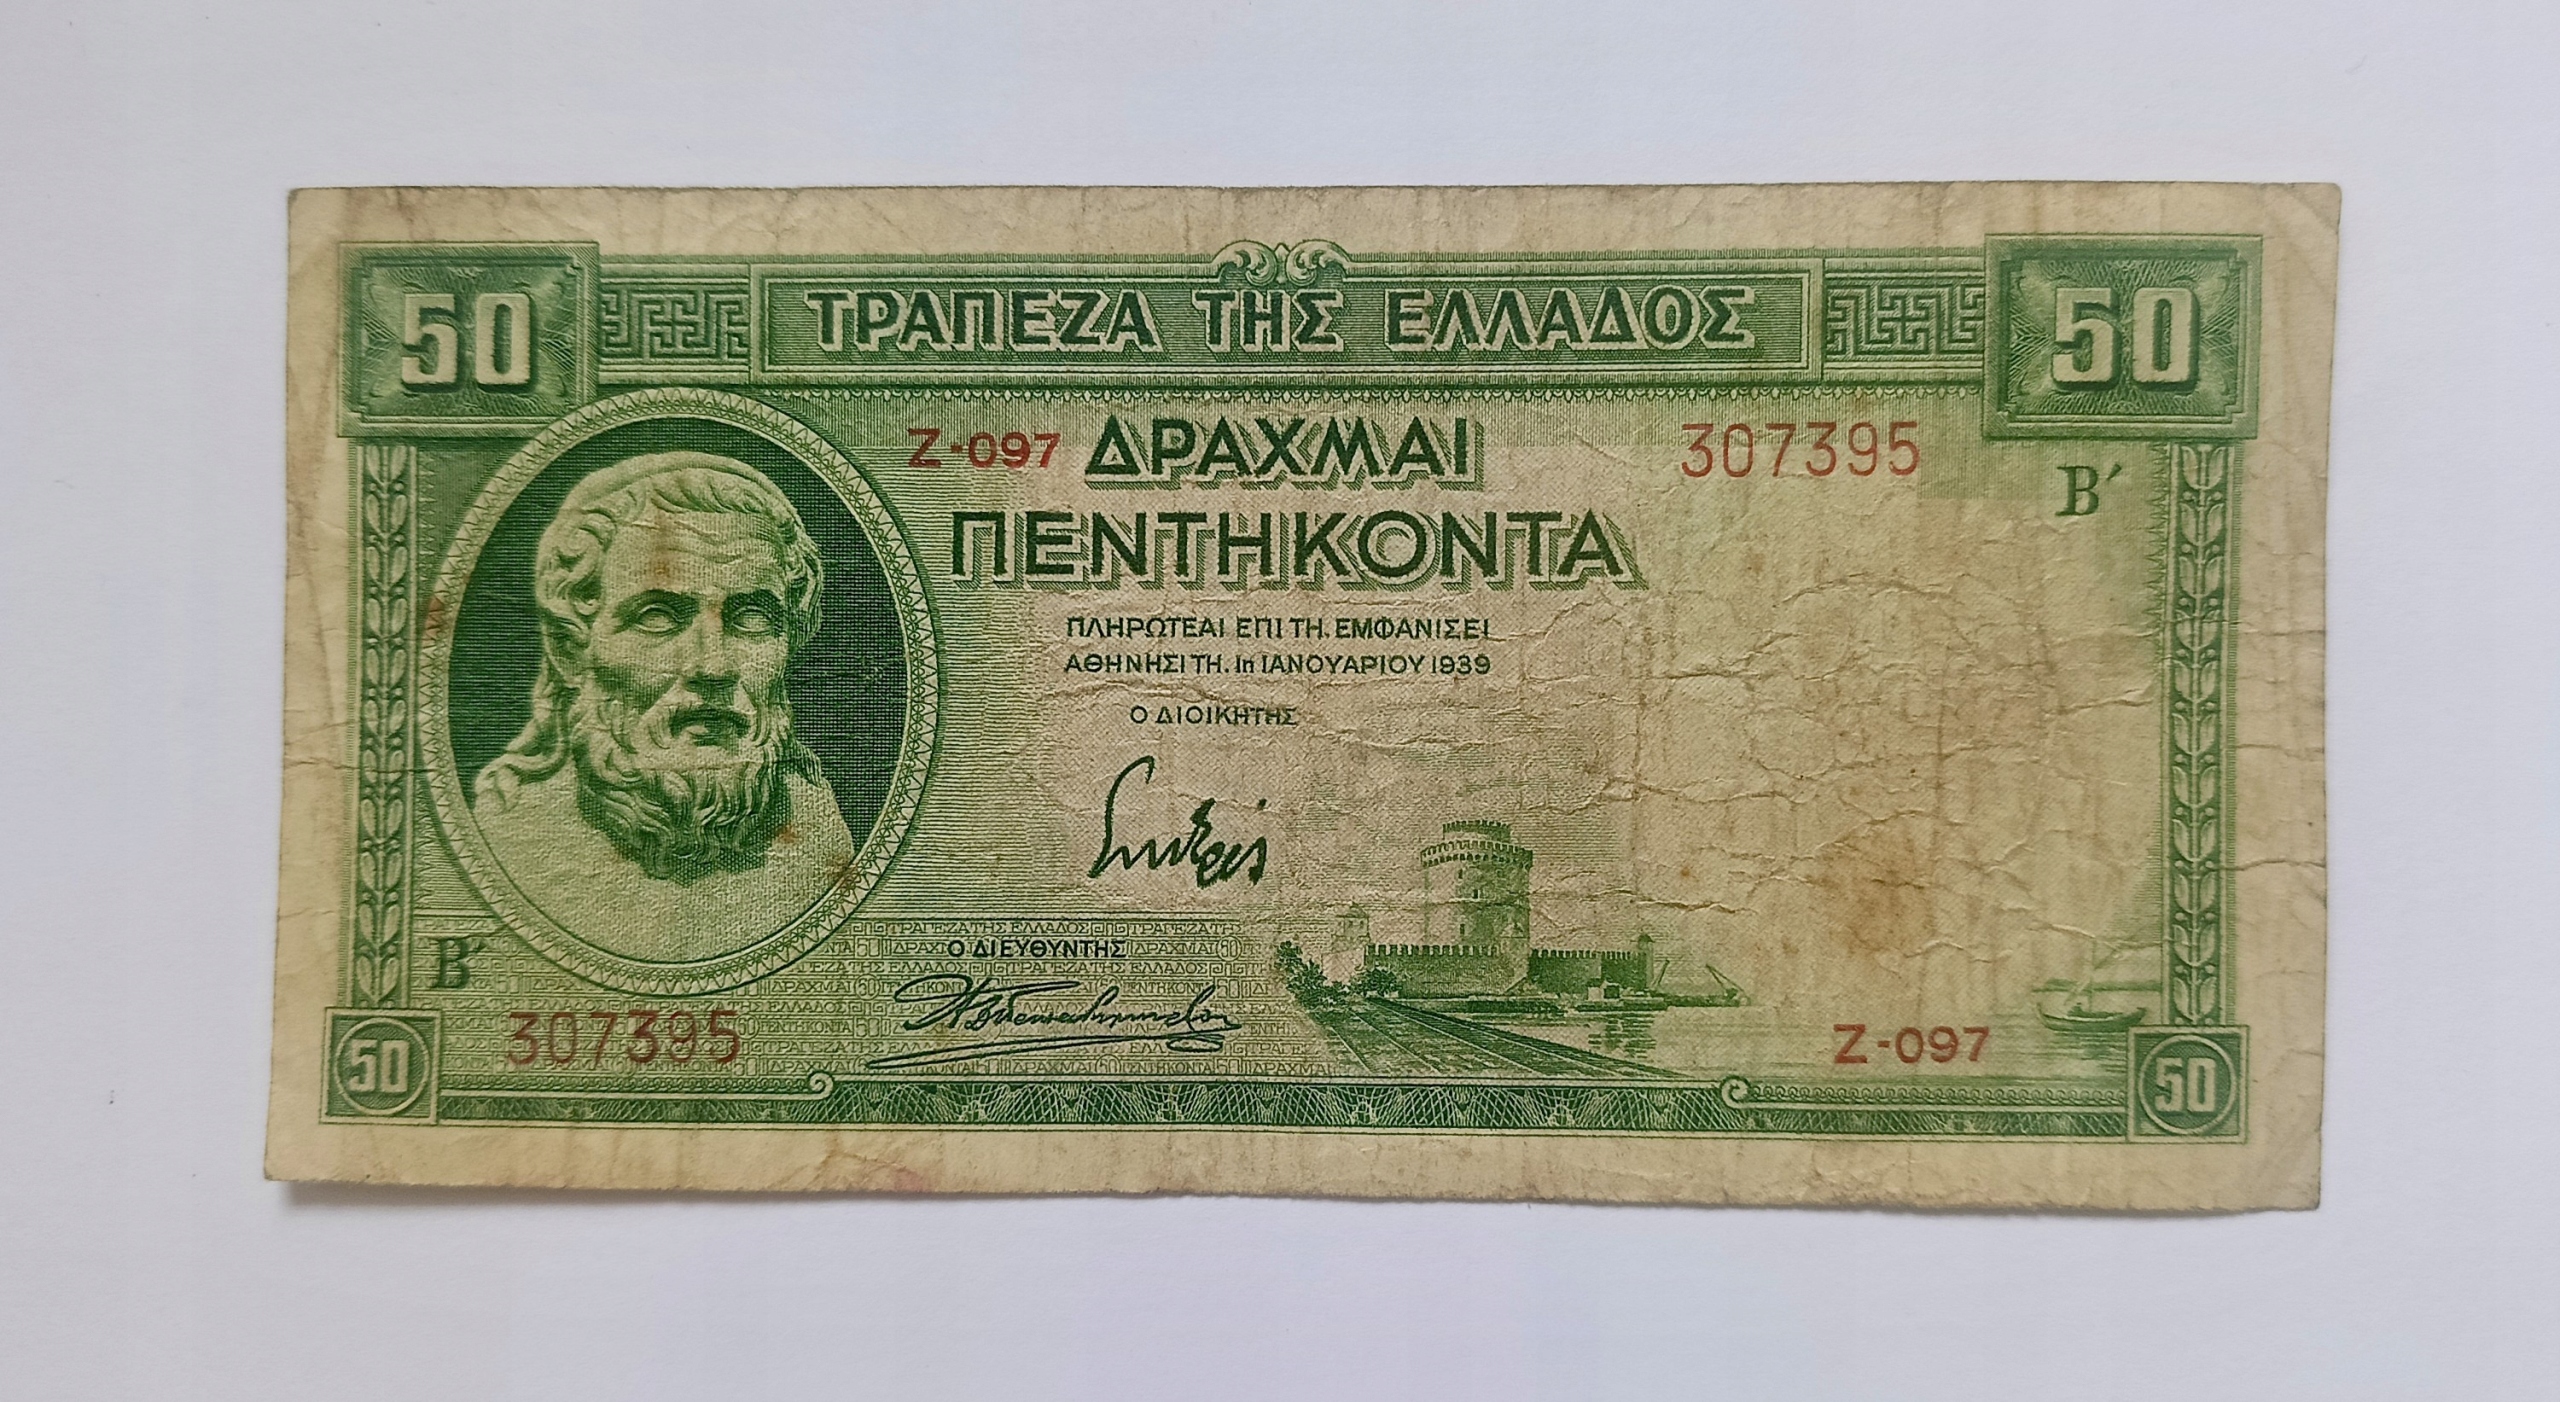 50 ΤΡΑΠΕΖΑ ΤΗΣ ΕΛΛΑΔΟΣ 50
Ζ-097 ΔΡΑΧΜΑΙ 307395
Β΄
ΠΕΝΤΗΚΟΝΤΑ
ΠΛΗΡΩΤΕΑΙ ΕΠΙ ΤΗ. ΕΜΦΑΝΙΣΕΙ
ΑΘΗΝΗΣΙ ΤΗ. 1η ΙΑΝΟΥΑΡΙΟΥ 1939
Ο ΔΙΟΙΚΗΤΗΣ
Β΄ Ο ΔΙΕΥΘΥΝΤΗΣ
307395 Ζ-097
50 50